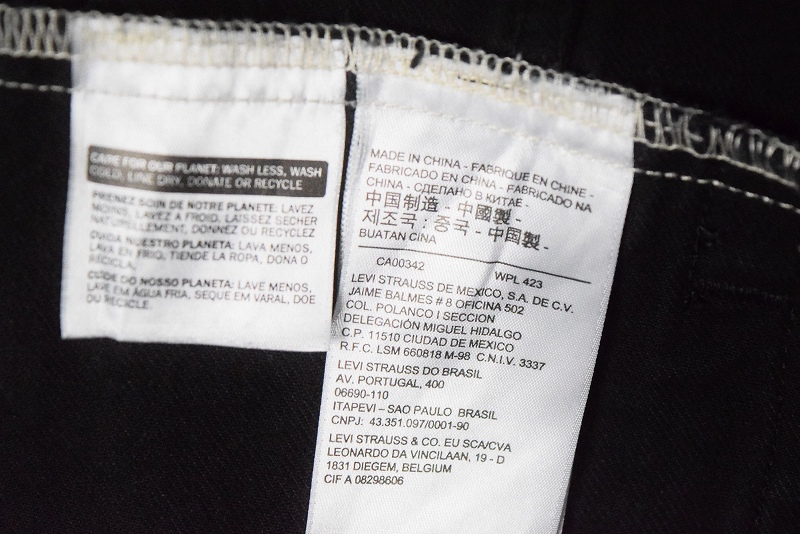 CARE FOR OUR PLANET: WASH LESS, WASH
COLD, LINE DRY, DONATE OR RECYCLE
PRENEZ SOIN DE NOTRE PLANETE: LAVEZ
MOINS, LAVEZ A FROID, LAISSEZ SECHER
NATURELLEMENT, DONNEZ OU RECYCLEZ
CUIDA NUESTRO PLANETA: LAVA MENOS,
LAVA EN FRIO, TIENDE LA ROPA, DONA O
RECICLA.
CUIDE DO NOSSO PLANETA: LAVE MENOS,
LAVE EM ÁGUA FRIA, SEQUE EM VARAL, DOE
OU RECICLE.
MADE IN CHINA - FABRIQUE EN CHINE -
FABRICADO EN CHINA - FABRICADO NA
CHINA - СДЕЛАНО В КИТАЕ -
中国制造 - 中國製 -
제조국 : 중국 - 中国製 -
BUATAN CINA
CA00342 WPL 423
LEVI STRAUSS DE MEXICO, S.A. DE C.V.
JAIME BALMES # 8 OFICINA 502
COL. POLANCO I SECCION
DELEGACIÓN MIGUEL HIDALGO
C.P. 11510 CIUDAD DE MEXICO
R.F.C. LSM 660818 M-98 C.N.I.V. 3337
LEVI STRAUSS DO BRASIL
AV. PORTUGAL, 400
06690-110
ITAPEVI – SAO PAULO BRASIL
CNPJ: 43.351.097/0001-90
LEVI STRAUSS & CO. EU SCA/CVA
LEONARDO DA VINCILAAN, 19 - D
1831 DIEGEM, BELGIUM
CIF A 08298606